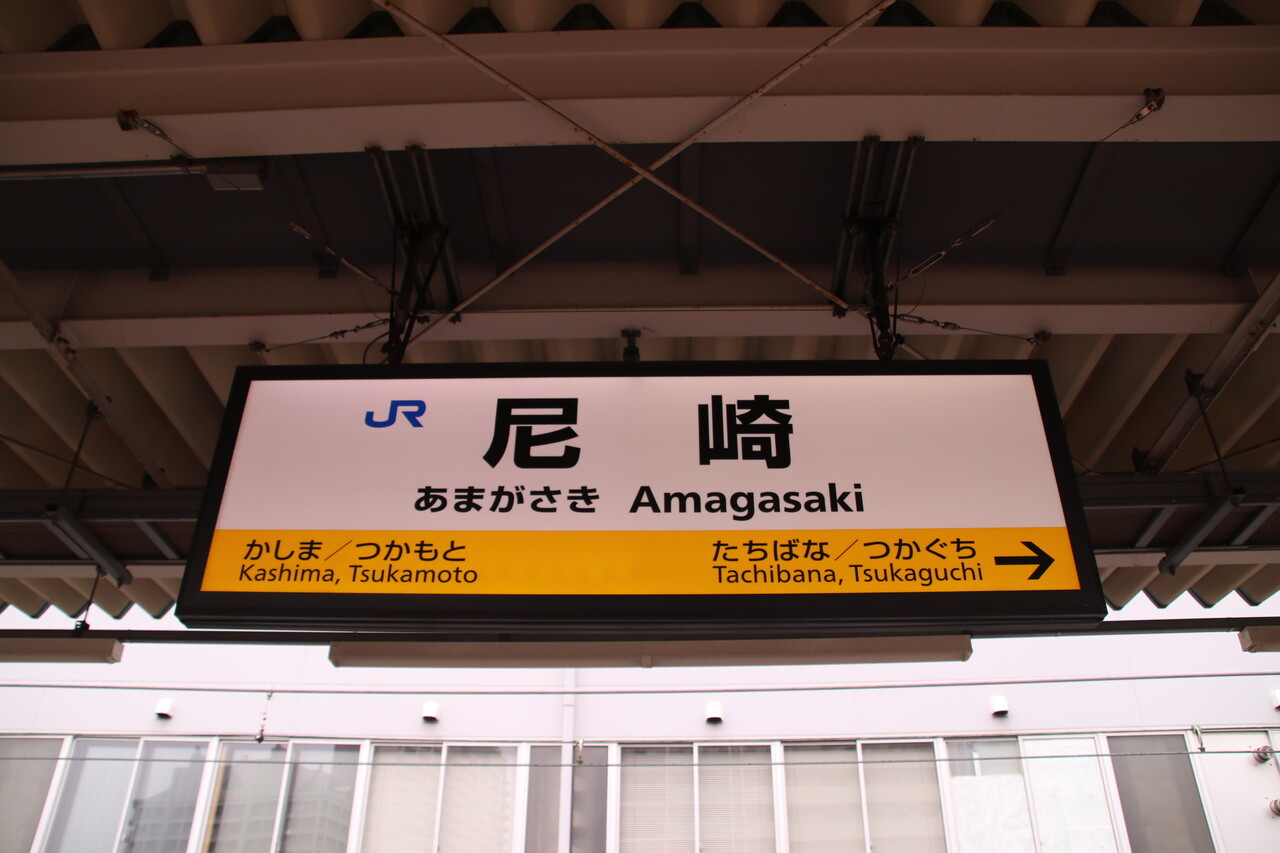 JR 尼崎
あまがさき Amagasaki
かしま／つかもと
Kashima, Tsukamoto
たちばな／つかぐち
Tachibana, Tsukaguchi →